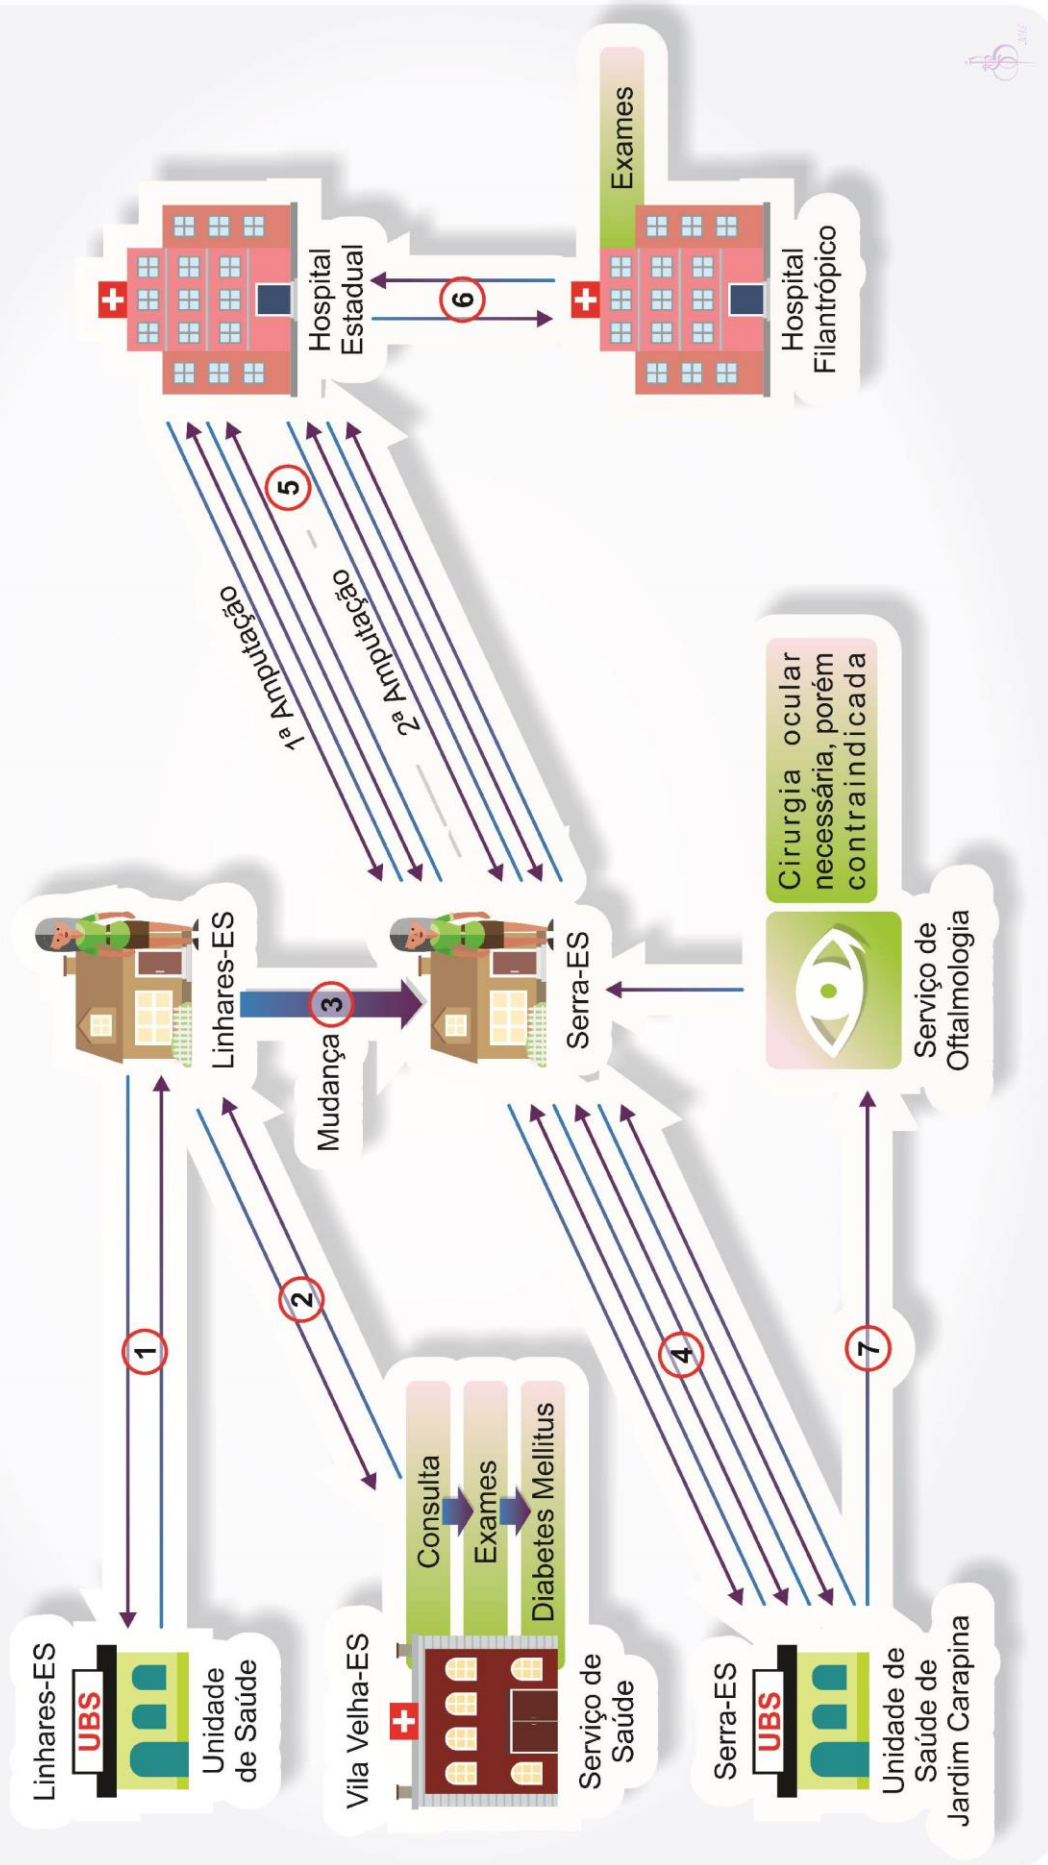 Linhares-ES
UBS
Unidade
de Saúde
1
Linhares-ES
2
Vila Velha-ES
Consulta
Exames
Diabetes Mellitus
Serviço de
Saúde
Mudança
3
Serra-ES
1ª Amputação
5
2ª Amputação
Hospital
Estadual
6
Exames
Hospital
Filantrópico
Serra-ES
UBS
Unidade de
Saúde de
Jardim Carapina
4
7
Cirurgia ocular
necessária, porém
contraindicada
Serviço de
Oftalmologia